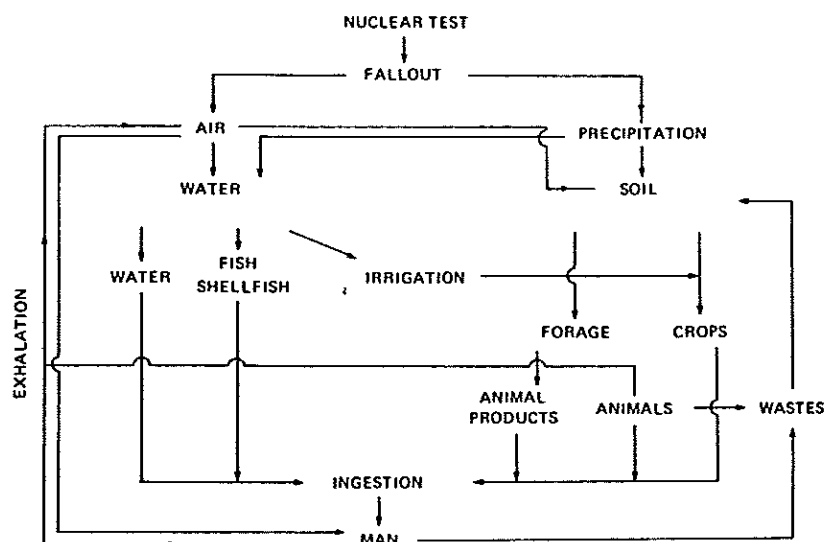 NUCLEAR TEST
FALLOUT
AIR
PRECIPITATION
WATER
SOIL
WATER
FISH
SHELLFISH
IRRIGATION
EXHALATION
FORAGE
CROPS
ANIMAL
PRODUCTS
ANIMALS
WASTES
INGESTION
MAN